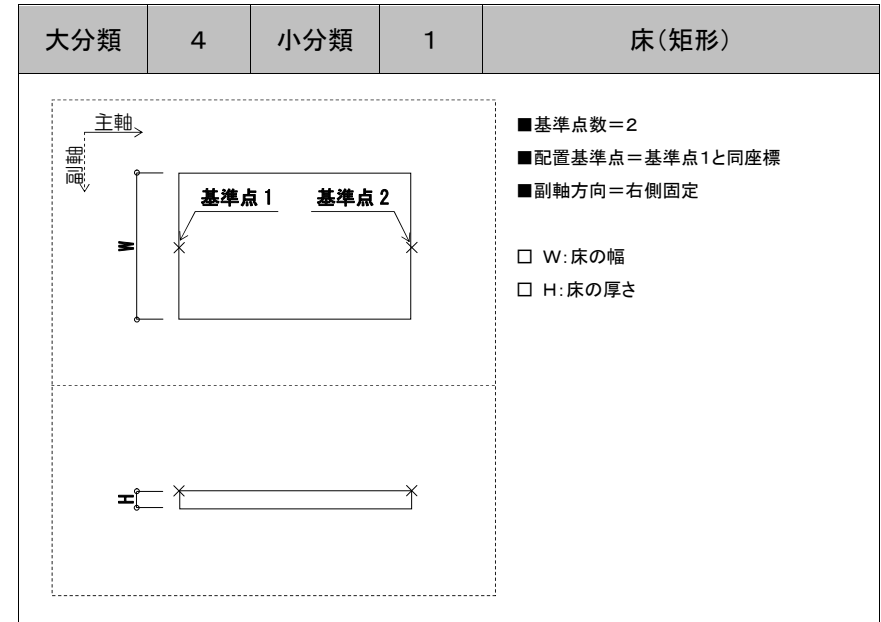 大分類 4 小分類 1 床(矩形)
主軸
副軸
基準点1 基準点2
W
H
■基準点数=2
■配置基準点=基準点1と同座標
■副軸方向=右側固定
□ W:床の幅
□ H:床の厚さ